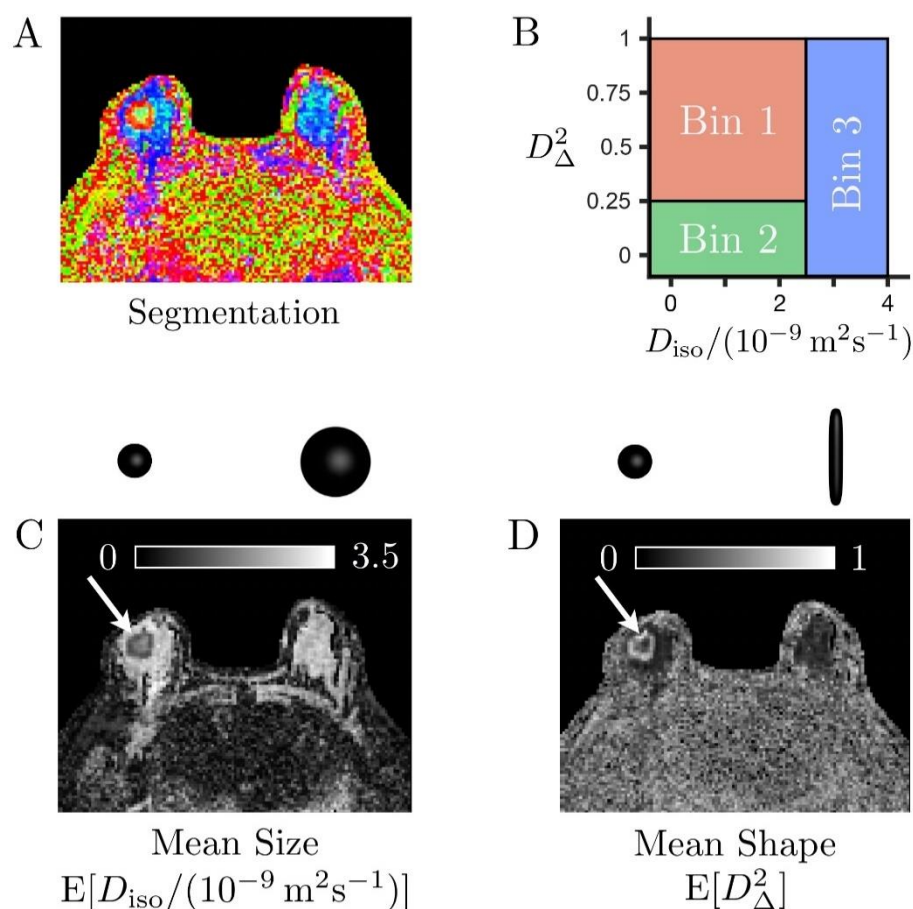 A
Segmentation
B
1
0.75
0.5
0.25
0
D²_Δ
Bin 1
Bin 2
Bin 3
0 2 4
D_iso/(10⁻⁹ m²s⁻¹)
C
0 3.5
Mean Size
E[D_iso/(10⁻⁹ m²s⁻¹)]
D
0 1
Mean Shape
E[D²_Δ]